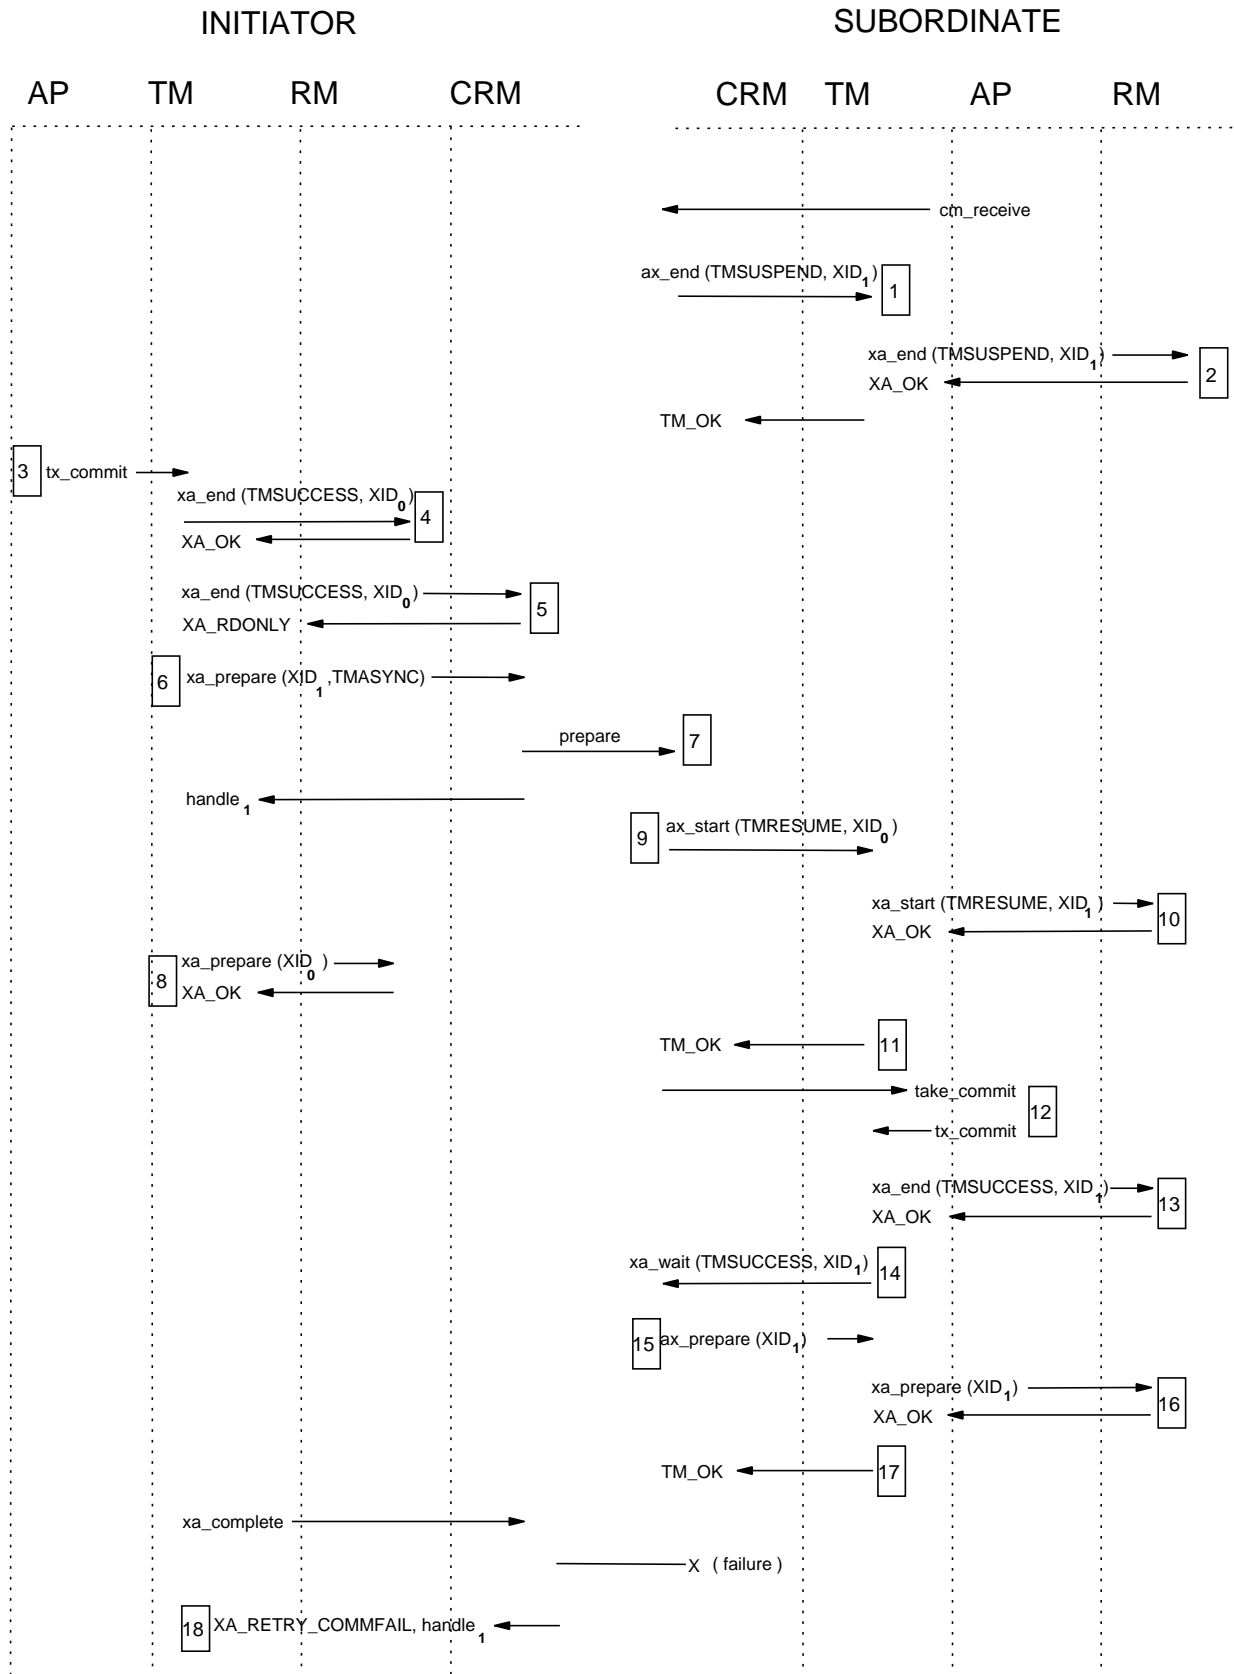 INITIATOR
SUBORDINATE
AP TM RM CRM
CRM TM AP RM
cm_receive
ax_end (TMSUSPEND, XID1)
1
xa_end (TMSUSPEND, XID1)
XA_OK
2
TM_OK
3 tx_commit
xa_end (TMSUCCESS, XID0)
4
XA_OK
xa_end (TMSUCCESS, XID0)
5
XA_RDONLY
6 xa_prepare (XID1 ,TMASYNC)
prepare
7
handle1
9 ax_start (TMRESUME, XID0)
xa_start (TMRESUME, XID1)
10
XA_OK
8 xa_prepare (XID0 )
XA_OK
TM_OK
11
take_commit
12
tx_commit
xa_end (TMSUCCESS, XID1)
13
XA_OK
xa_wait (TMSUCCESS, XID1)
14
15 ax_prepare (XID1)
xa_prepare (XID1)
16
XA_OK
TM_OK
17
xa_complete
X ( failure )
18 XA_RETRY_COMMFAIL, handle1